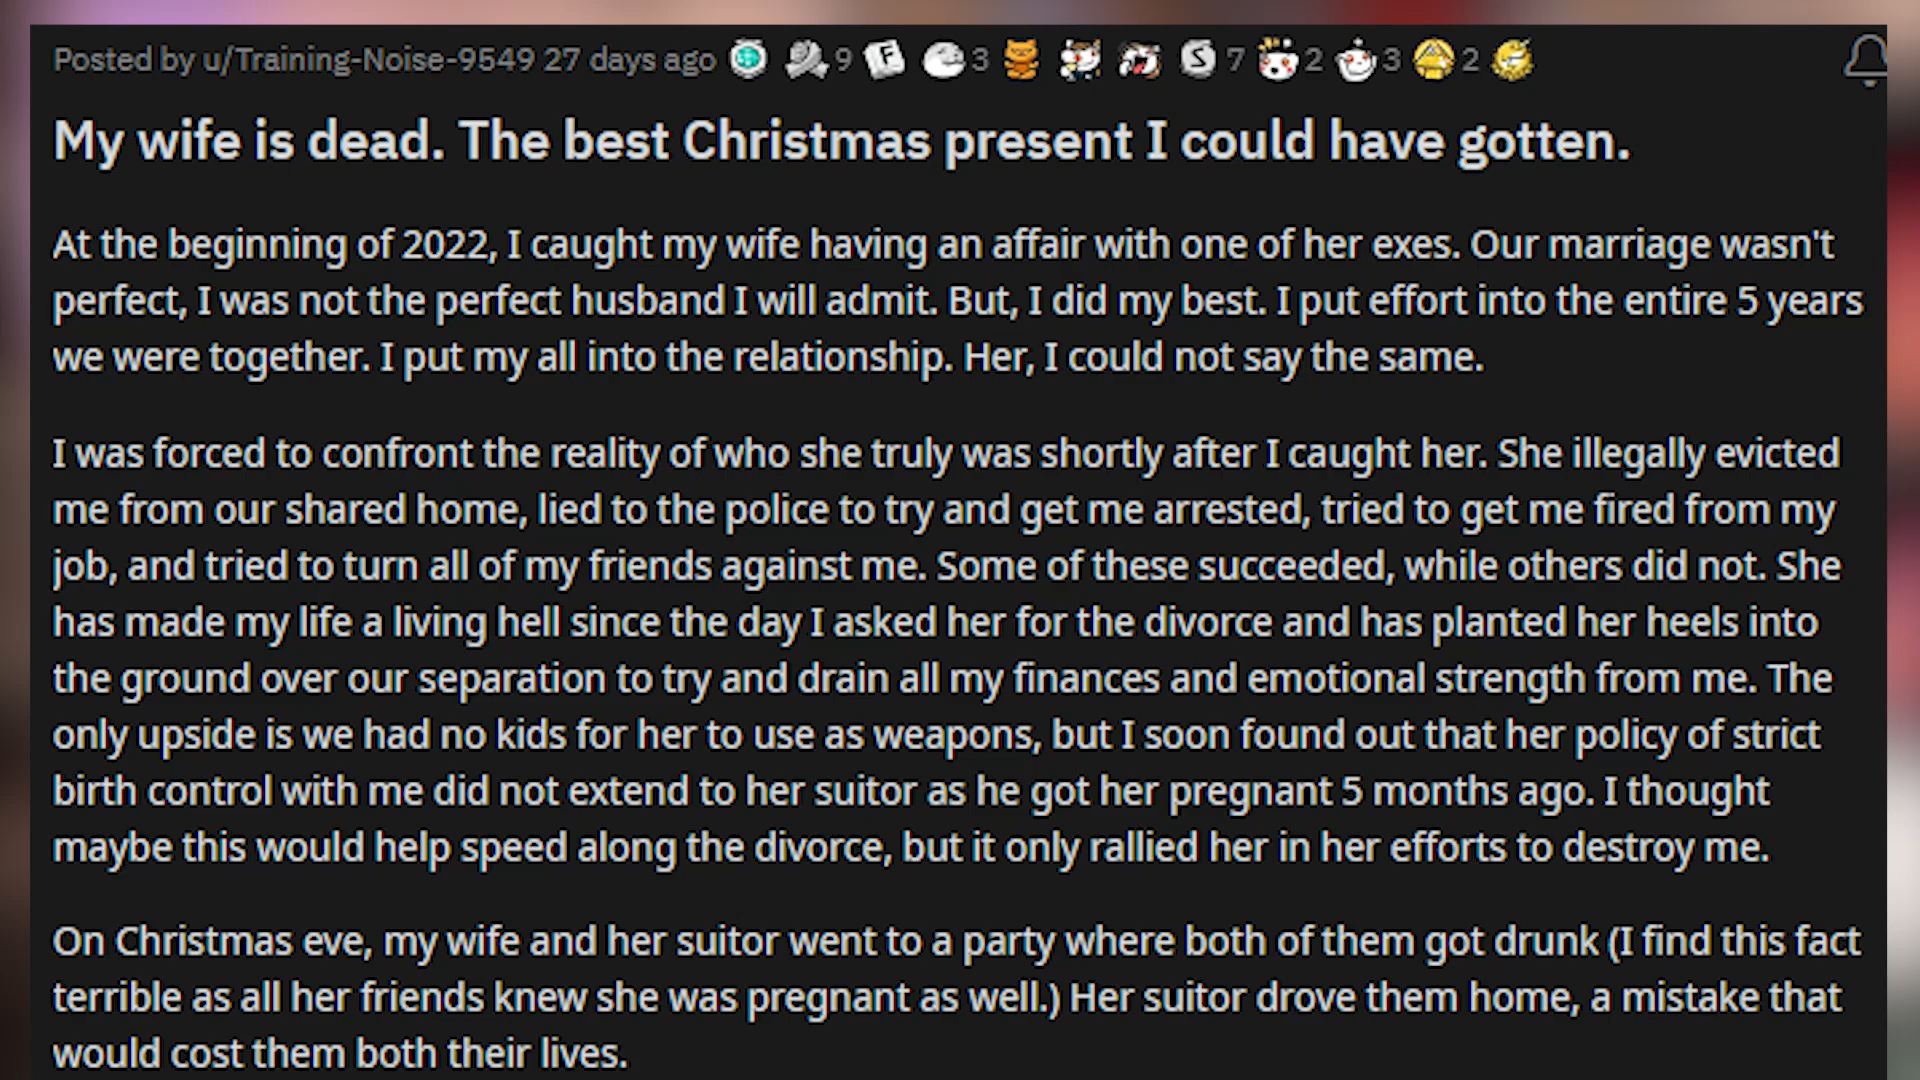 Posted by u/Training-Noise-9549 27 days ago 9 3 7 2 3 2
My wife is dead. The best Christmas present I could have gotten.
At the beginning of 2022, I caught my wife having an affair with one of her exes. Our marriage wasn't
perfect, I was not the perfect husband I will admit. But, I did my best. I put effort into the entire 5 years
we were together. I put my all into the relationship. Her, I could not say the same.
I was forced to confront the reality of who she truly was shortly after I caught her. She illegally evicted
me from our shared home, lied to the police to try and get me arrested, tried to get me fired from my
job, and tried to turn all of my friends against me. Some of these succeeded, while others did not. She
has made my life a living hell since the day I asked her for the divorce and has planted her heels into
the ground over our separation to try and drain all my finances and emotional strength from me. The
only upside is we had no kids for her to use as weapons, but I soon found out that her policy of strict
birth control with me did not extend to her suitor as he got her pregnant 5 months ago. I thought
maybe this would help speed along the divorce, but it only rallied her in her efforts to destroy me.
On Christmas eve, my wife and her suitor went to a party where both of them got drunk (I find this fact
terrible as all her friends knew she was pregnant as well.) Her suitor drove them home, a mistake that
would cost them both their lives.